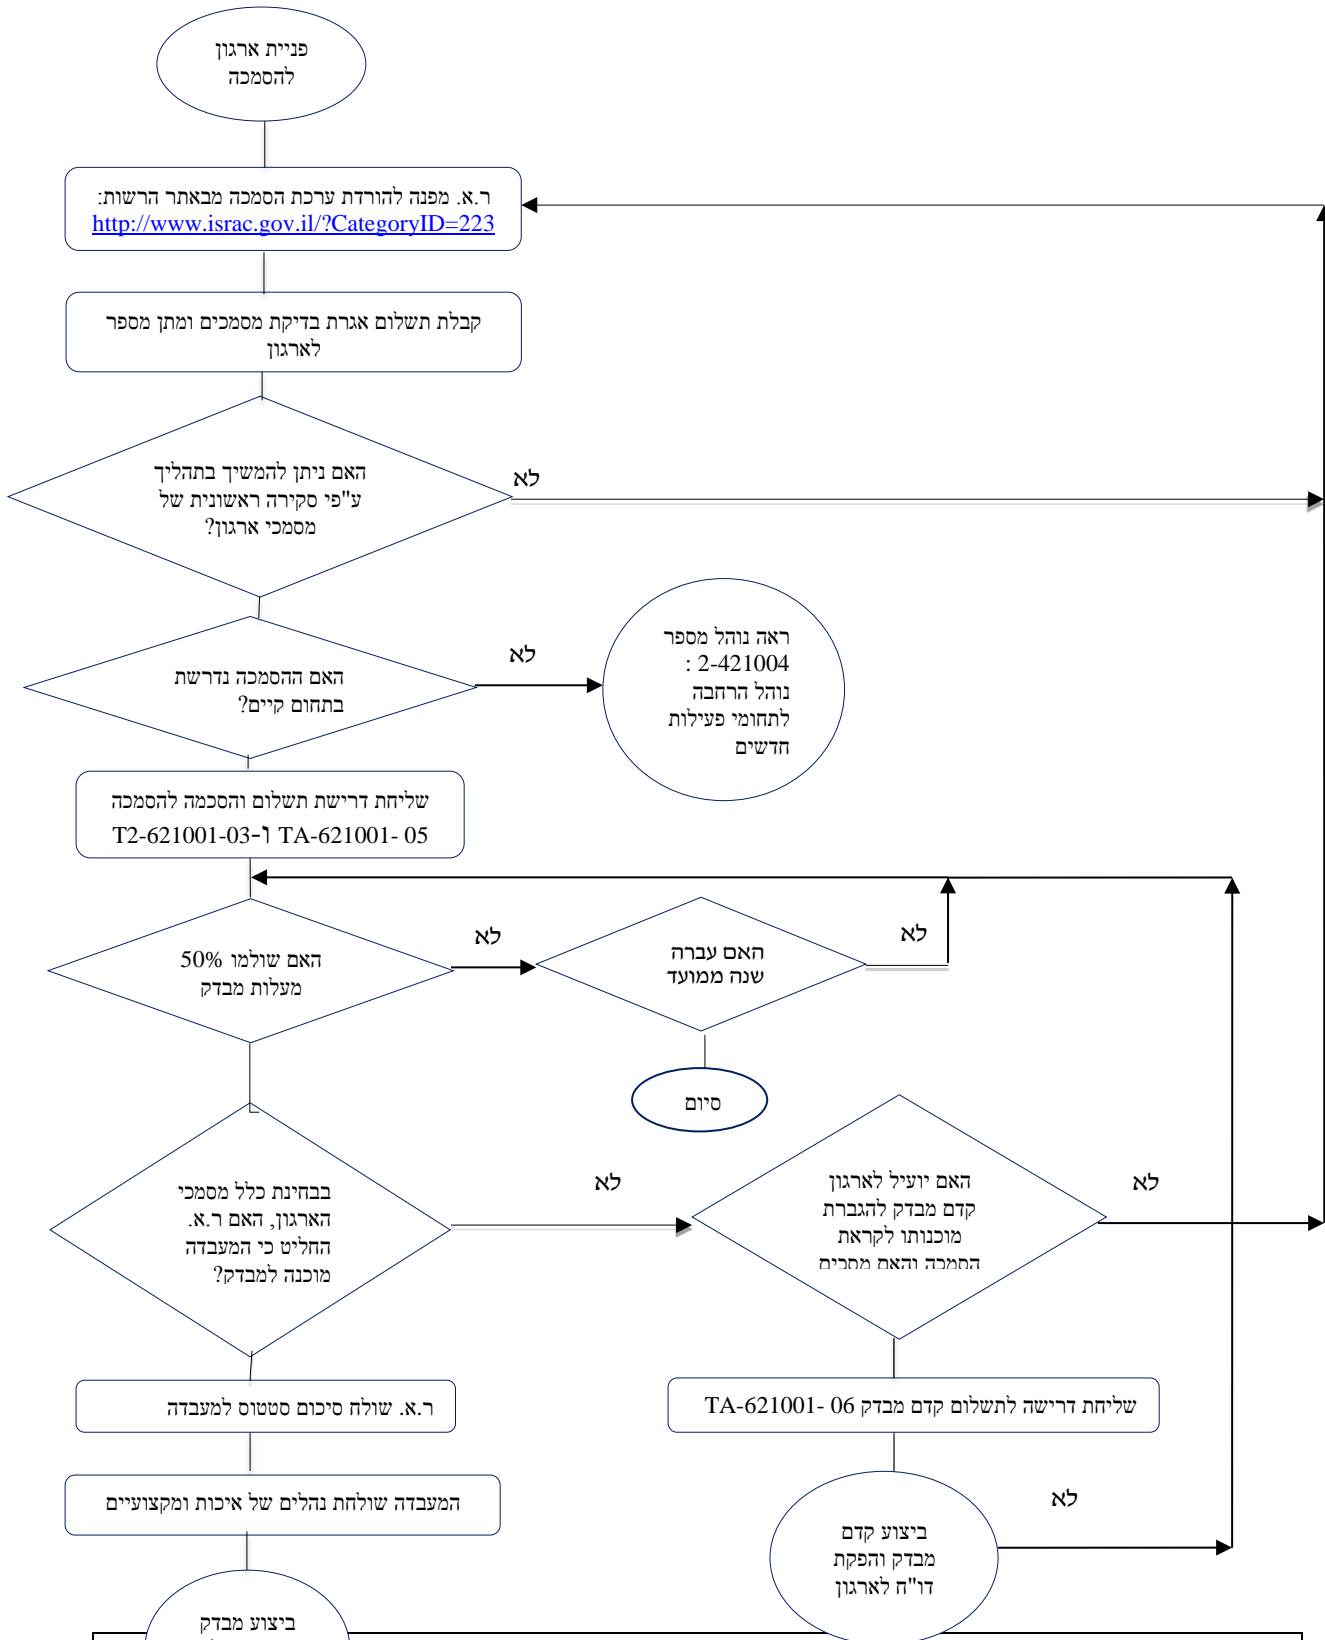 פניית ארגון
להסמכה
ר.א. מפנה להורדת ערכת הסמכה מבאתר הרשות:
http://www.israc.gov.il/?CategoryID=223
קבלת תשלום אגרת בדיקת מסמכים ומתן מספר
לארגון
האם ניתן להמשיך בתהליך
ע"פי סקירה ראשונית של
מסמכי ארגון?
לא
האם ההסמכה נדרשת
בתחום קיים?
לא
ראה נוהל מספר
2-421004 :
נוהל הרחבה
לתחומי פעילות
חדשים
שליחת דרישת תשלום והסכמה להסמכה
TA-621001- 05 ו-T2-621001-03
האם שולמו 50%
מעלות מבדק
לא
האם עברה
שנה ממועד
לא
סיום
בבחינת כלל מסמכי
הארגון, האם ר.א.
החליט כי המעבדה
מוכנה למבדק?
לא
האם יועיל לארגון
קדם מבדק להגברת
מוכנותו לקראת
הסמכה והאם מסכים
לא
ר.א. שולח סיכום סטטוס למעבדה
שליחת דרישה לתשלום קדם מבדק TA-621001- 06
המעבדה שולחת נהלים של איכות ומקצועיים
ביצוע קדם
מבדק והפקת
דו"ח לארגון
לא
ביצוע מבדק